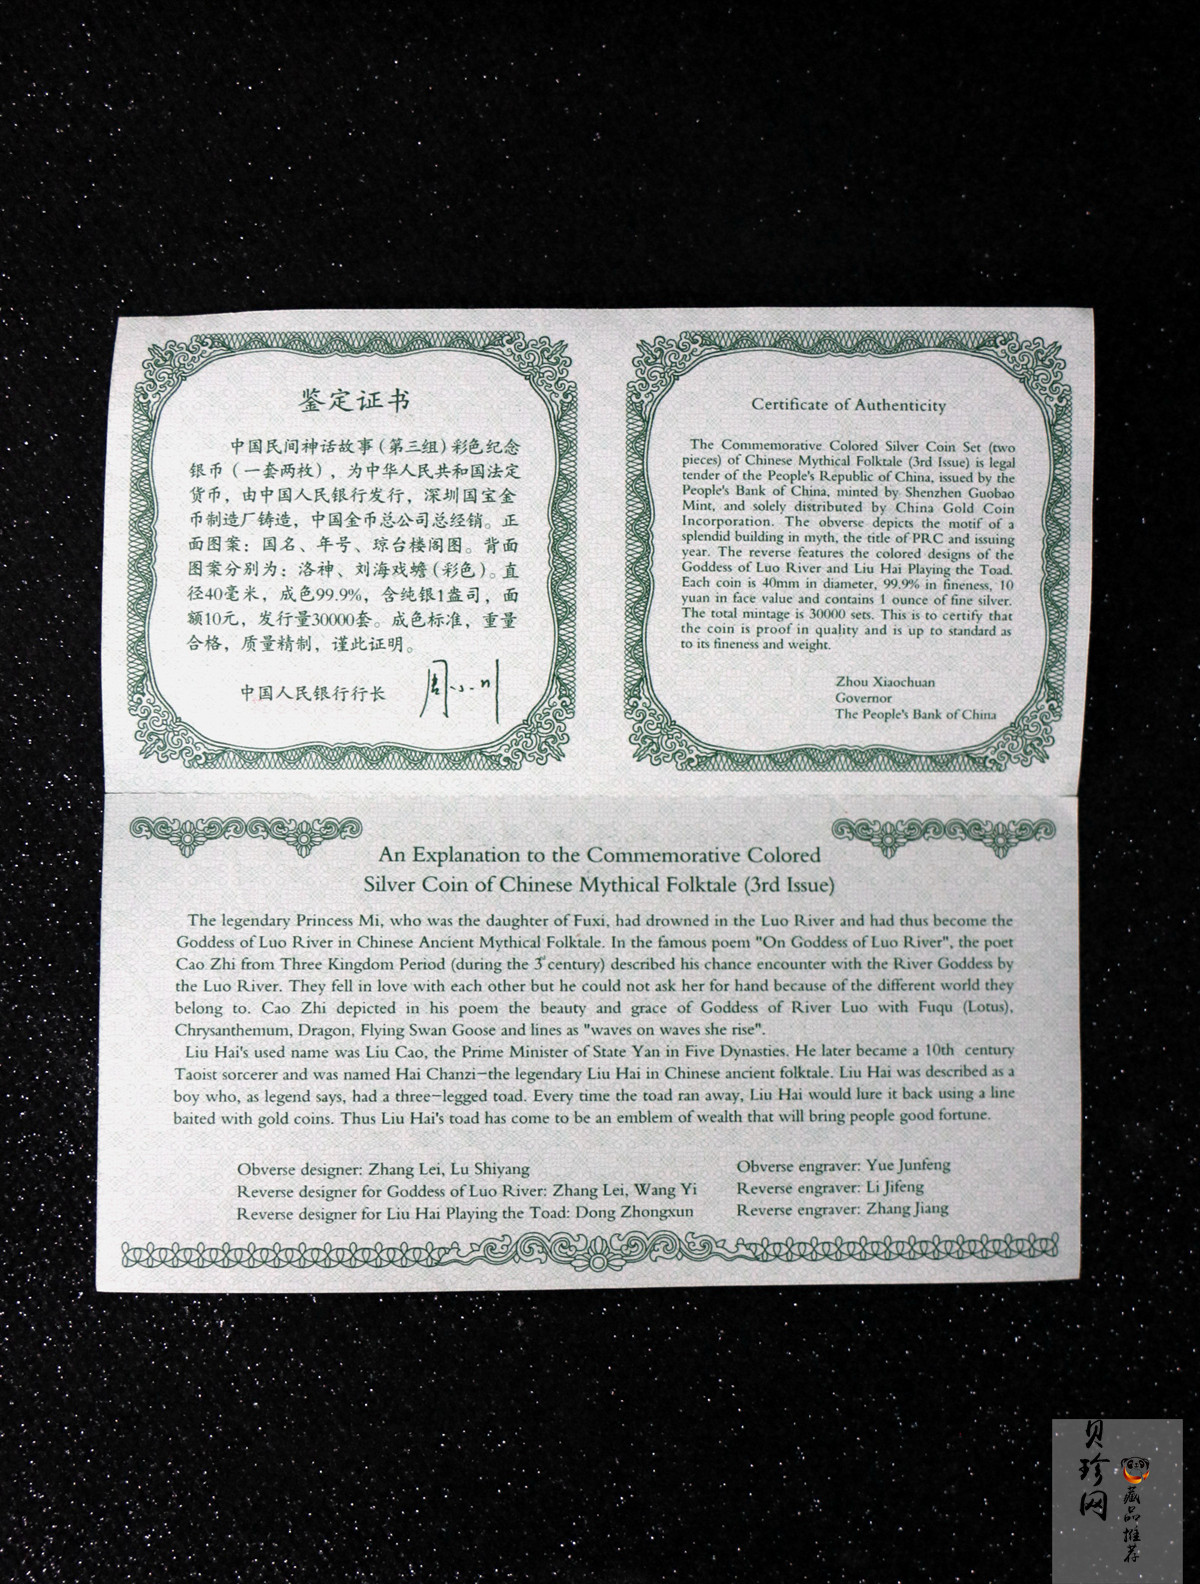 鉴定证书
中国民间神话故事（第三组）彩色纪念
银币（一套两枚），为中华人民共和国法定
货币，由中国人民银行发行，深圳国宝金
币制造厂铸造，中国金币总公司总经销。正
面图案：国名、年号、琼台楼阁图。背面
图案分别为：洛神、刘海戏蟾（彩色）。直
径40毫米，成色99.9%，含纯银1盎司，面
额10元，发行量30000套。成色标准，重量
合格，质量精制，谨此证明。
中国人民银行行长 周小川
Certificate of Authenticity
The Commemorative Colored Silver Coin Set (two
pieces) of Chinese Mythical Folktale (3rd Issue) is legal
tender of the People's Republic of China, issued by the
People's Bank of China, minted by Shenzhen Guobao
Mint, and solely distributed by China Gold Coin
Incorporation. The obverse depicts the motif of a
splendid building in myth, the title of PRC and issuing
year. The reverse features the colored designs of the
Goddess of Luo River and Liu Hai Playing the Toad.
Each coin is 40mm in diameter, 99.9% in fineness, 10
yuan in face value and contains 1 ounce of fine silver.
The total mintage is 30000 sets. This is to certify that
the coin is proof in quality and is up to standard as
to its fineness and weight.
Zhou Xiaochuan
Governor
The People's Bank of China
An Explanation to the Commemorative Colored
Silver Coin of Chinese Mythical Folktale (3rd Issue)
The legendary Princess Mi, who was the daughter of Fuxi, had drowned in the Luo River and had thus become the
Goddess of Luo River in Chinese Ancient Mythical Folktale. In the famous poem "On Goddess of Luo River", the poet
Cao Zhi from Three Kingdom Period (during the 3rd century) described his chance encounter with the River Goddess by
the Luo River. They fell in love with each other but he could not ask her for hand because of the different world they
belong to. Cao Zhi depicted in his poem the beauty and grace of Goddess of River Luo with Fuqu (Lotus),
Chrysanthemum, Dragon, Flying Swan Goose and lines as "waves on waves she rise".
Liu Hai's used name was Liu Cao, the Prime Minister of State Yan in Five Dynasties. He later became a 10th century
Taoist sorcerer and was named Hai Chanzi-the legendary Liu Hai in Chinese ancient folktale. Liu Hai was described as a
boy who, as legend says, had a three-legged toad. Every time the toad ran away, Liu Hai would lure it back using a line
baited with gold coins. Thus Liu Hai's toad has come to be an emblem of wealth that will bring people good fortune.
Obverse designer: Zhang Lei, Lu Shiyang
Reverse designer for Goddess of Luo River: Zhang Lei, Wang Yi
Reverse designer for Liu Hai Playing the Toad: Dong Zhongxun
Obverse engraver: Yue Junfeng
Reverse engraver: Li Jifeng
Reverse engraver: Zhang Jiang
贝珍网
藏品推荐